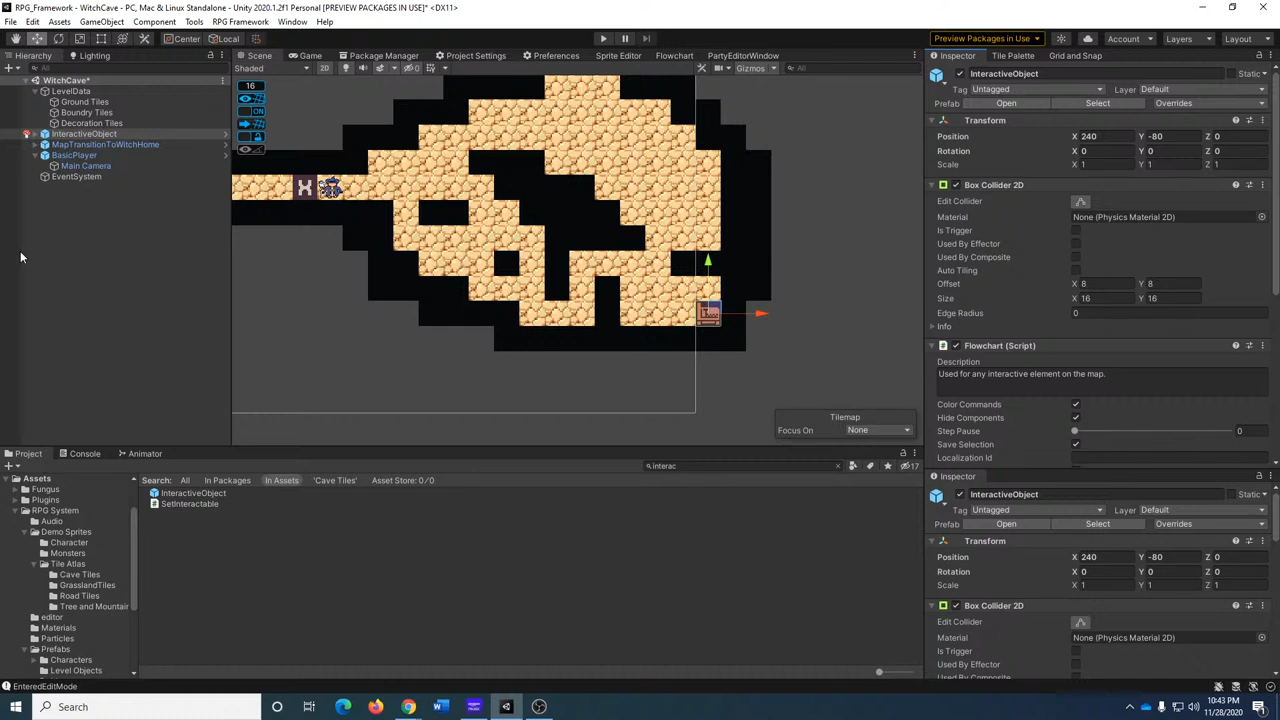 RPG_Framework - WitchCave - PC, Mac & Linux Standalone - Unity 2020.1.2f1 Personal [PREVIEW PACKAGES IN USE]* <DX11>
File Edit Assets GameObject Component Tools RPG Framework Window Help
Center Local Preview Packages in Use Account Layers Layout
Hierarchy Lighting Scene Game Package Manager Project Settings Preferences Sprite Editor Flowchart PartyEditorWindow Inspector Tile Palette Grid and Snap
All Shaded 2D 0 Gizmos All
WitchCave*
LevelData
Ground Tiles
Boundry Tiles
Decoration Tiles
InteractiveObject
MapTransitionToWitchHome
BasicPlayer
Main Camera
EventSystem
16
ON
Tilemap
Focus On None
InteractiveObject Static
Tag Untagged Layer Default
Prefab Open Select Overrides
Transform
Position X 240 Y -80 Z 0
Rotation X 0 Y 0 Z 0
Scale X 1 Y 1 Z 1
Box Collider 2D
Edit Collider
Material None (Physics Material 2D)
Is Trigger
Used By Effector
Used By Composite
Auto Tiling
Offset X 8 Y 8
Size X 16 Y 16
Edge Radius 0
Info
Flowchart (Script)
Description
Used for any interactive element on the map.
Color Commands
Hide Components
Step Pause 0
Save Selection
Localization Id
Inspector
InteractiveObject Static
Tag Untagged Layer Default
Prefab Open Select Overrides
Transform
Position X 240 Y -80 Z 0
Rotation X 0 Y 0 Z 0
Scale X 1 Y 1 Z 1
Box Collider 2D
Edit Collider
Material None (Physics Material 2D)
Is Trigger
Used By Effector
Project Console Animator
interac 17
Assets
Fungus
Plugins
RPG System
Audio
Demo Sprites
Character
Monsters
Tile Atlas
Cave Tiles
GrasslandTiles
Road Tiles
Tree and Mountair
editor
Materials
Particles
Prefabs
Characters
Level Objects
Search: All In Packages In Assets 'Cave Tiles' Asset Store: 0/0
InteractiveObject
SetInteractable
EnteredEditMode
Search
10:43 PM
11/28/2020